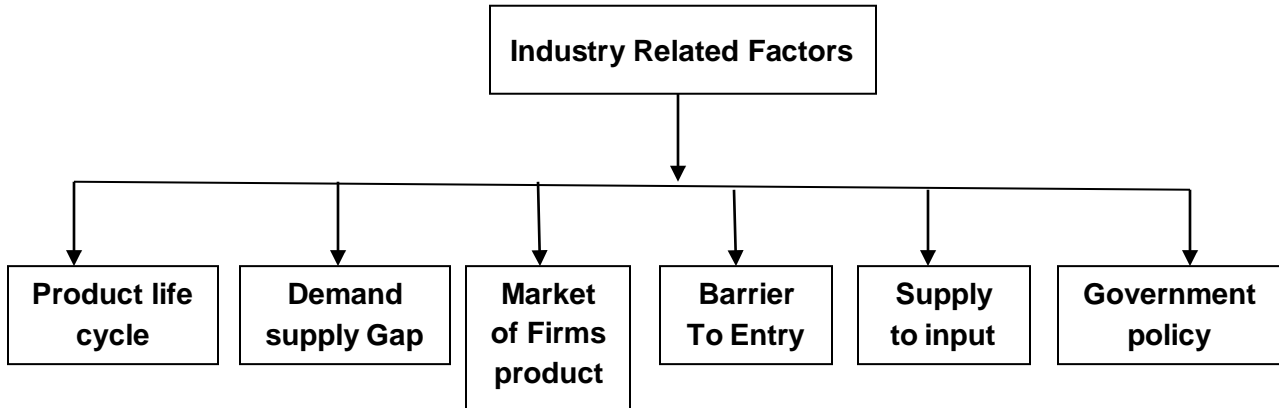 Industry Related Factors
Product life
cycle
Demand
supply Gap
Market
of Firms
product
Barrier
To Entry
Supply
to input
Government
policy